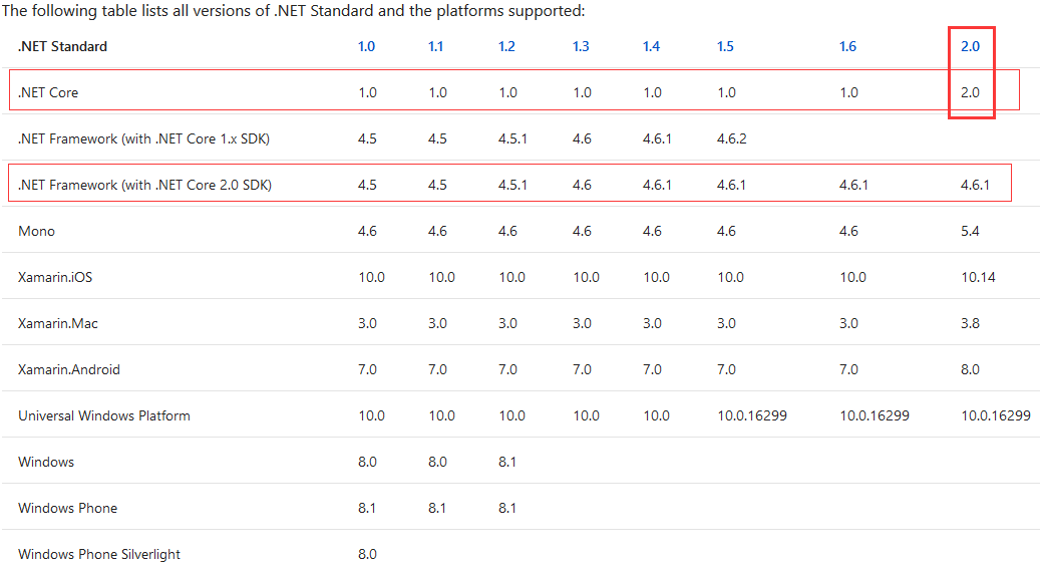 The following table lists all versions of .NET Standard and the platforms supported:
.NET Standard 1.0 1.1 1.2 1.3 1.4 1.5 1.6 2.0
.NET Core 1.0 1.0 1.0 1.0 1.0 1.0 1.0 2.0
.NET Framework (with .NET Core 1.x SDK) 4.5 4.5 4.5.1 4.6 4.6.1 4.6.2
.NET Framework (with .NET Core 2.0 SDK) 4.5 4.5 4.5.1 4.6 4.6.1 4.6.1 4.6.1 4.6.1
Mono 4.6 4.6 4.6 4.6 4.6 4.6 4.6 5.4
Xamarin.iOS 10.0 10.0 10.0 10.0 10.0 10.0 10.0 10.14
Xamarin.Mac 3.0 3.0 3.0 3.0 3.0 3.0 3.0 3.8
Xamarin.Android 7.0 7.0 7.0 7.0 7.0 7.0 7.0 8.0
Universal Windows Platform 10.0 10.0 10.0 10.0 10.0 10.0.16299 10.0.16299 10.0.16299
Windows 8.0 8.0 8.1
Windows Phone 8.1 8.1 8.1
Windows Phone Silverlight 8.0